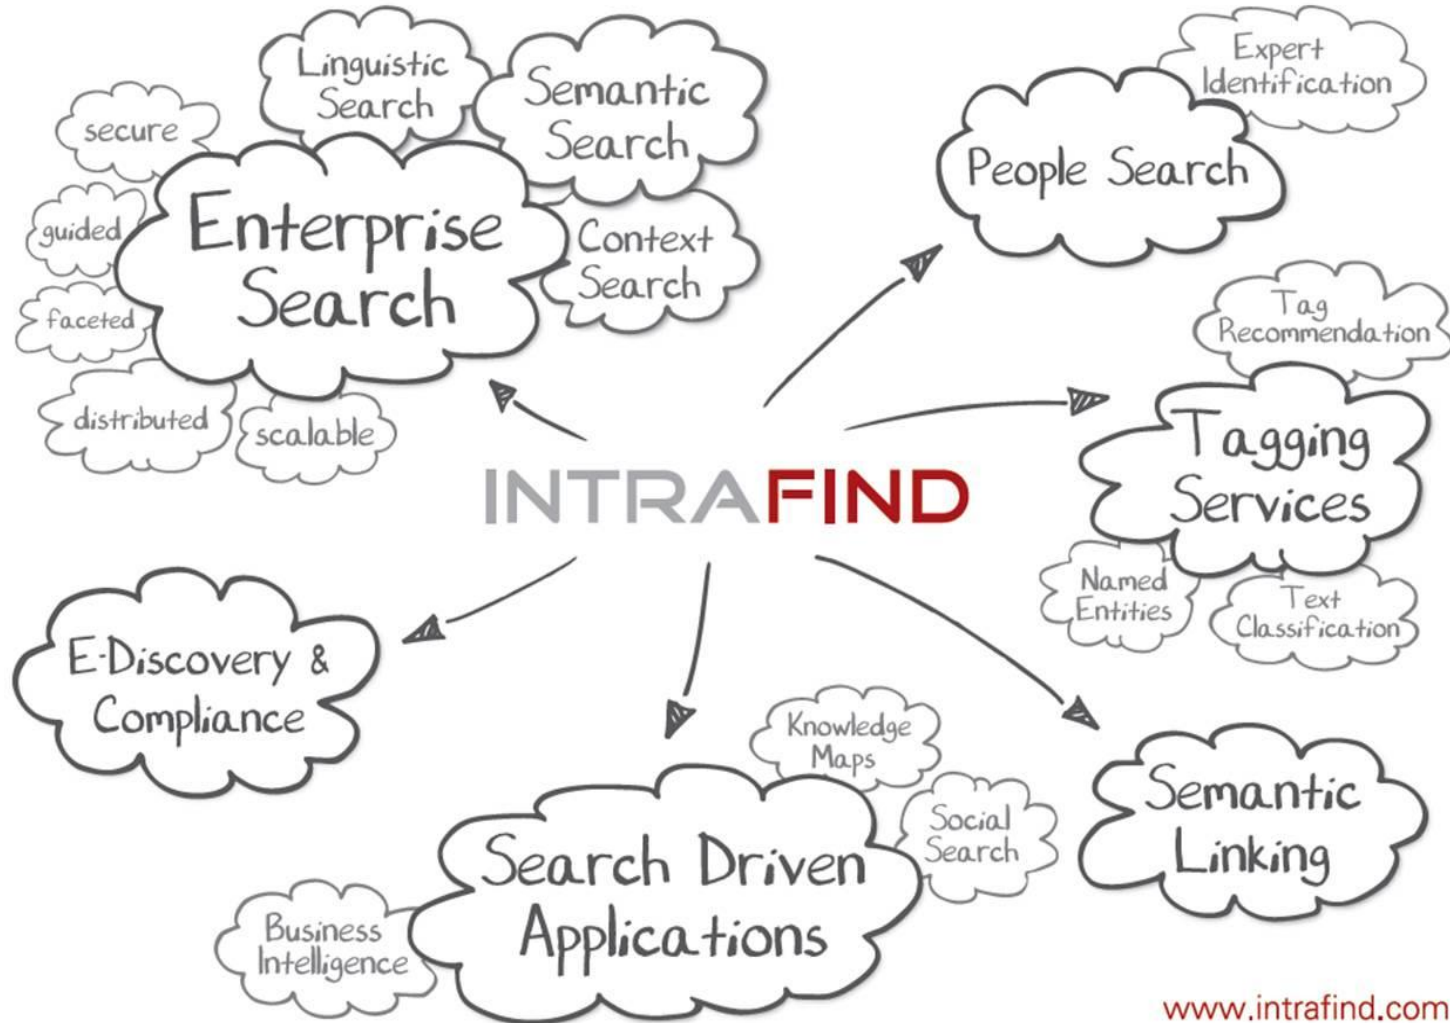 Linguistic
Search
Semantic
Search
secure
Enterprise
Search
guided
Context
Search
faceted
distributed
scalable
Expert
Identification
People Search
Tag
Recommendation
Tagging
Services
Named
Entities
Text
Classification
INTRAFIND
E-Discovery &
Compliance
Knowledge
Maps
Social
Search
Search Driven
Applications
Business
Intelligence
Semantic
Linking
www.intrafind.com